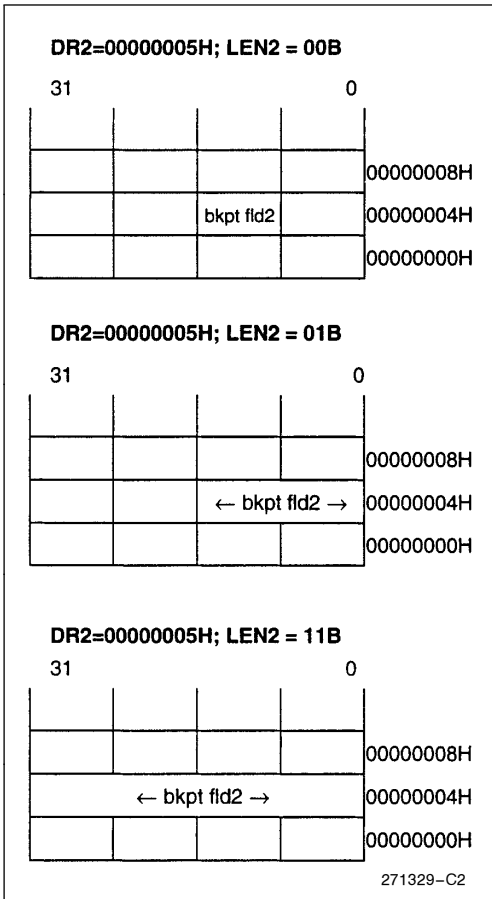 DR2=00000005H; LEN2 = 00B
31 0
00000008H
bkpt fld2 00000004H
00000000H
DR2=00000005H; LEN2 = 01B
31 0
00000008H
← bkpt fld2 → 00000004H
00000000H
DR2=00000005H; LEN2 = 11B
31 0
00000008H
← bkpt fld2 → 00000004H
00000000H
271329–C2